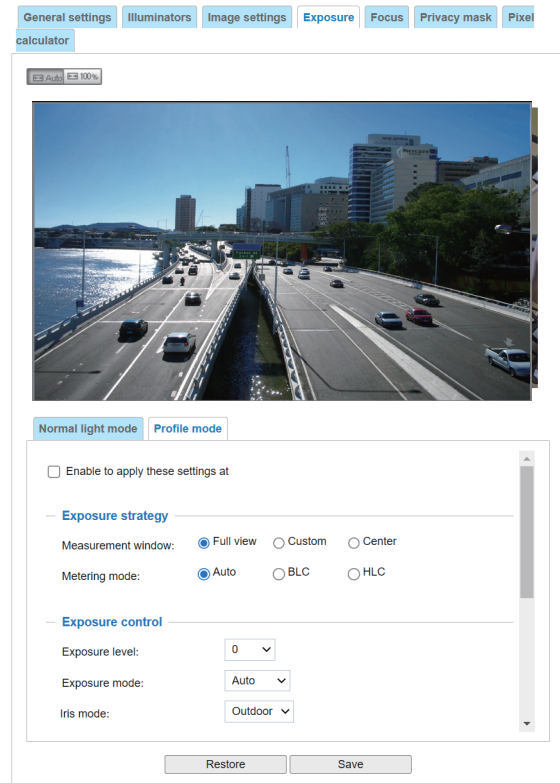 General settings Illuminators Image settings Exposure Focus Privacy mask Pixel
calculator
Auto 100%
Normal light mode Profile mode
Enable to apply these settings at
Exposure strategy
Measurement window: Full view Custom Center
Metering mode: Auto BLC HLC
Exposure control
Exposure level: 0
Exposure mode: Auto
Iris mode: Outdoor
Restore Save